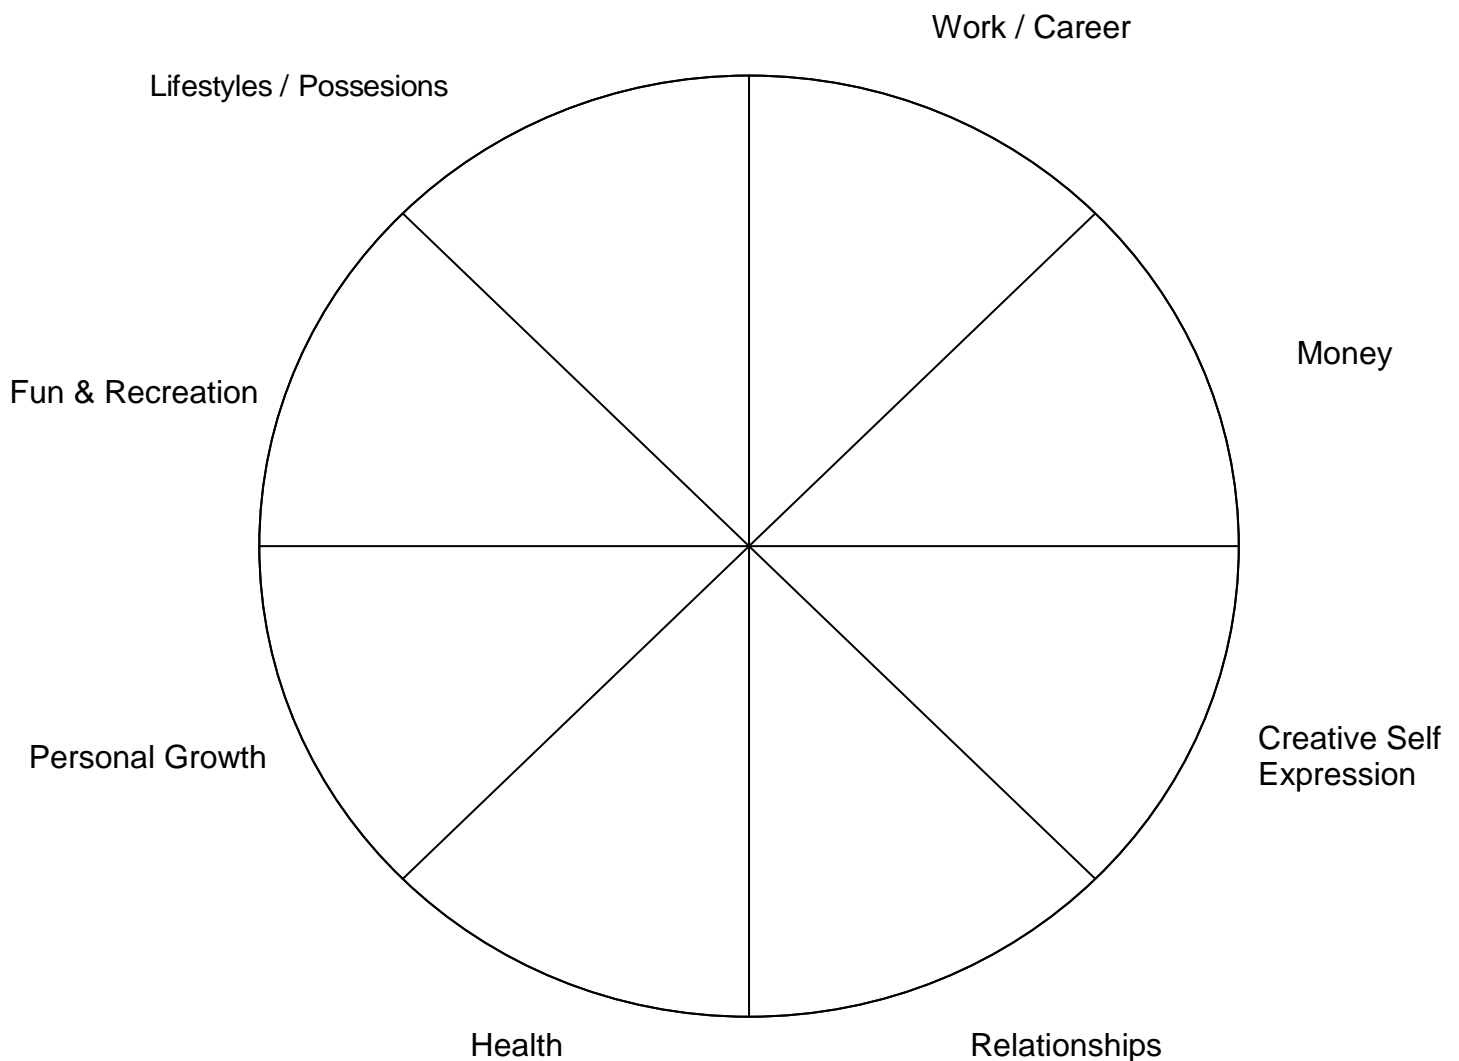 Work / Career
Lifestyles / Possesions
Money
Fun & Recreation
Creative Self
Expression
Personal Growth
Health
Relationships